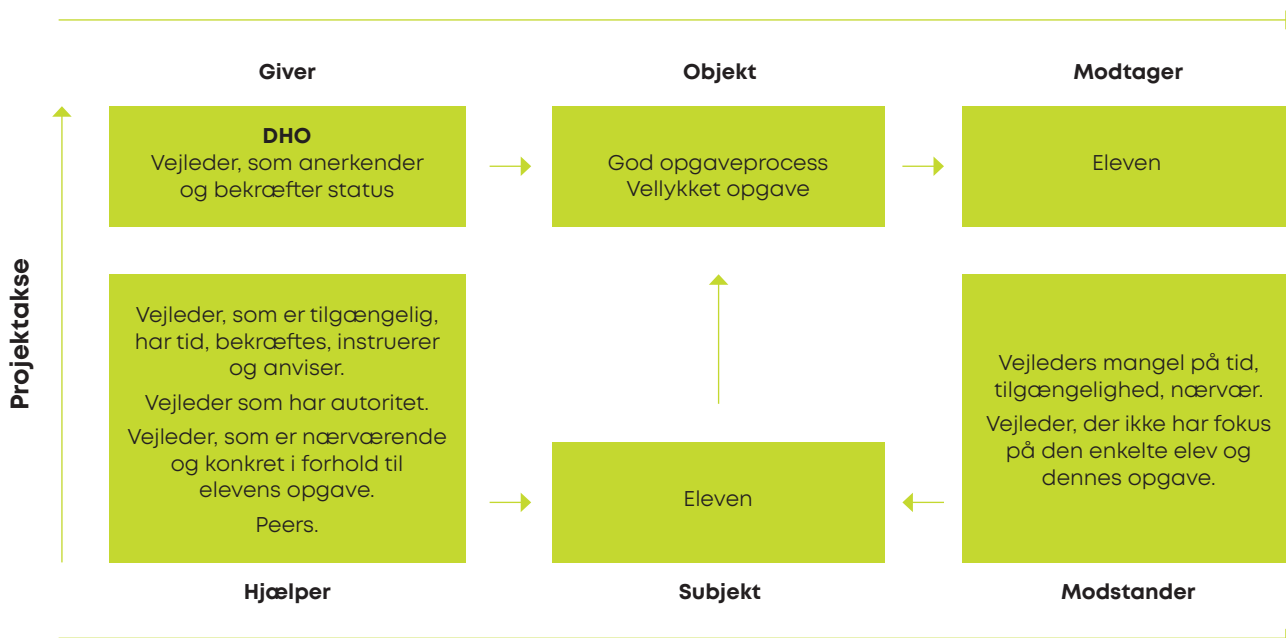 Giver
Objekt
Modtager
DHO
Vejleder, som anerkender
og bekræfter status
God opgaveprocess
Vellykket opgave
Eleven
Projektakse
Vejleder, som er tilgængelig,
har tid, bekræftes, instruerer
og anviser.
Vejleder som har autoritet.
Vejleder, som er nærværende
og konkret i forhold til
elevens opgave.
Peers.
Eleven
Vejleders mangel på tid,
tilgængelighed, nærvær.
Vejleder, der ikke har fokus
på den enkelte elev og
dennes opgave.
Hjælper
Subjekt
Modstander